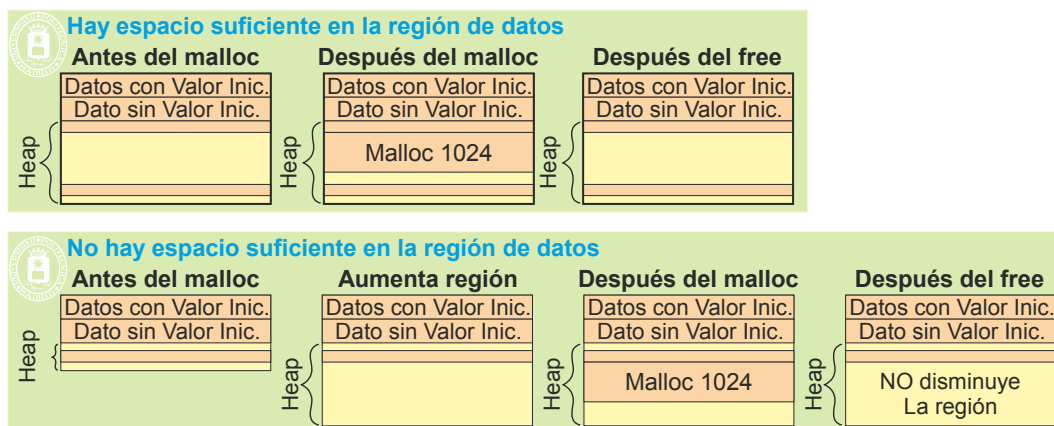 Hay espacio suficiente en la región de datos
Antes del malloc
Después del malloc
Después del free
Datos con Valor Inic.
Datos con Valor Inic.
Datos con Valor Inic.
Dato sin Valor Inic.
Dato sin Valor Inic.
Dato sin Valor Inic.
Heap
Heap
Malloc 1024
Heap
No hay espacio suficiente en la región de datos
Antes del malloc
Aumenta región
Después del malloc
Después del free
Datos con Valor Inic.
Datos con Valor Inic.
Datos con Valor Inic.
Datos con Valor Inic.
Dato sin Valor Inic.
Dato sin Valor Inic.
Dato sin Valor Inic.
Dato sin Valor Inic.
Heap
Heap
Heap
Malloc 1024
Heap
NO disminuye
La región